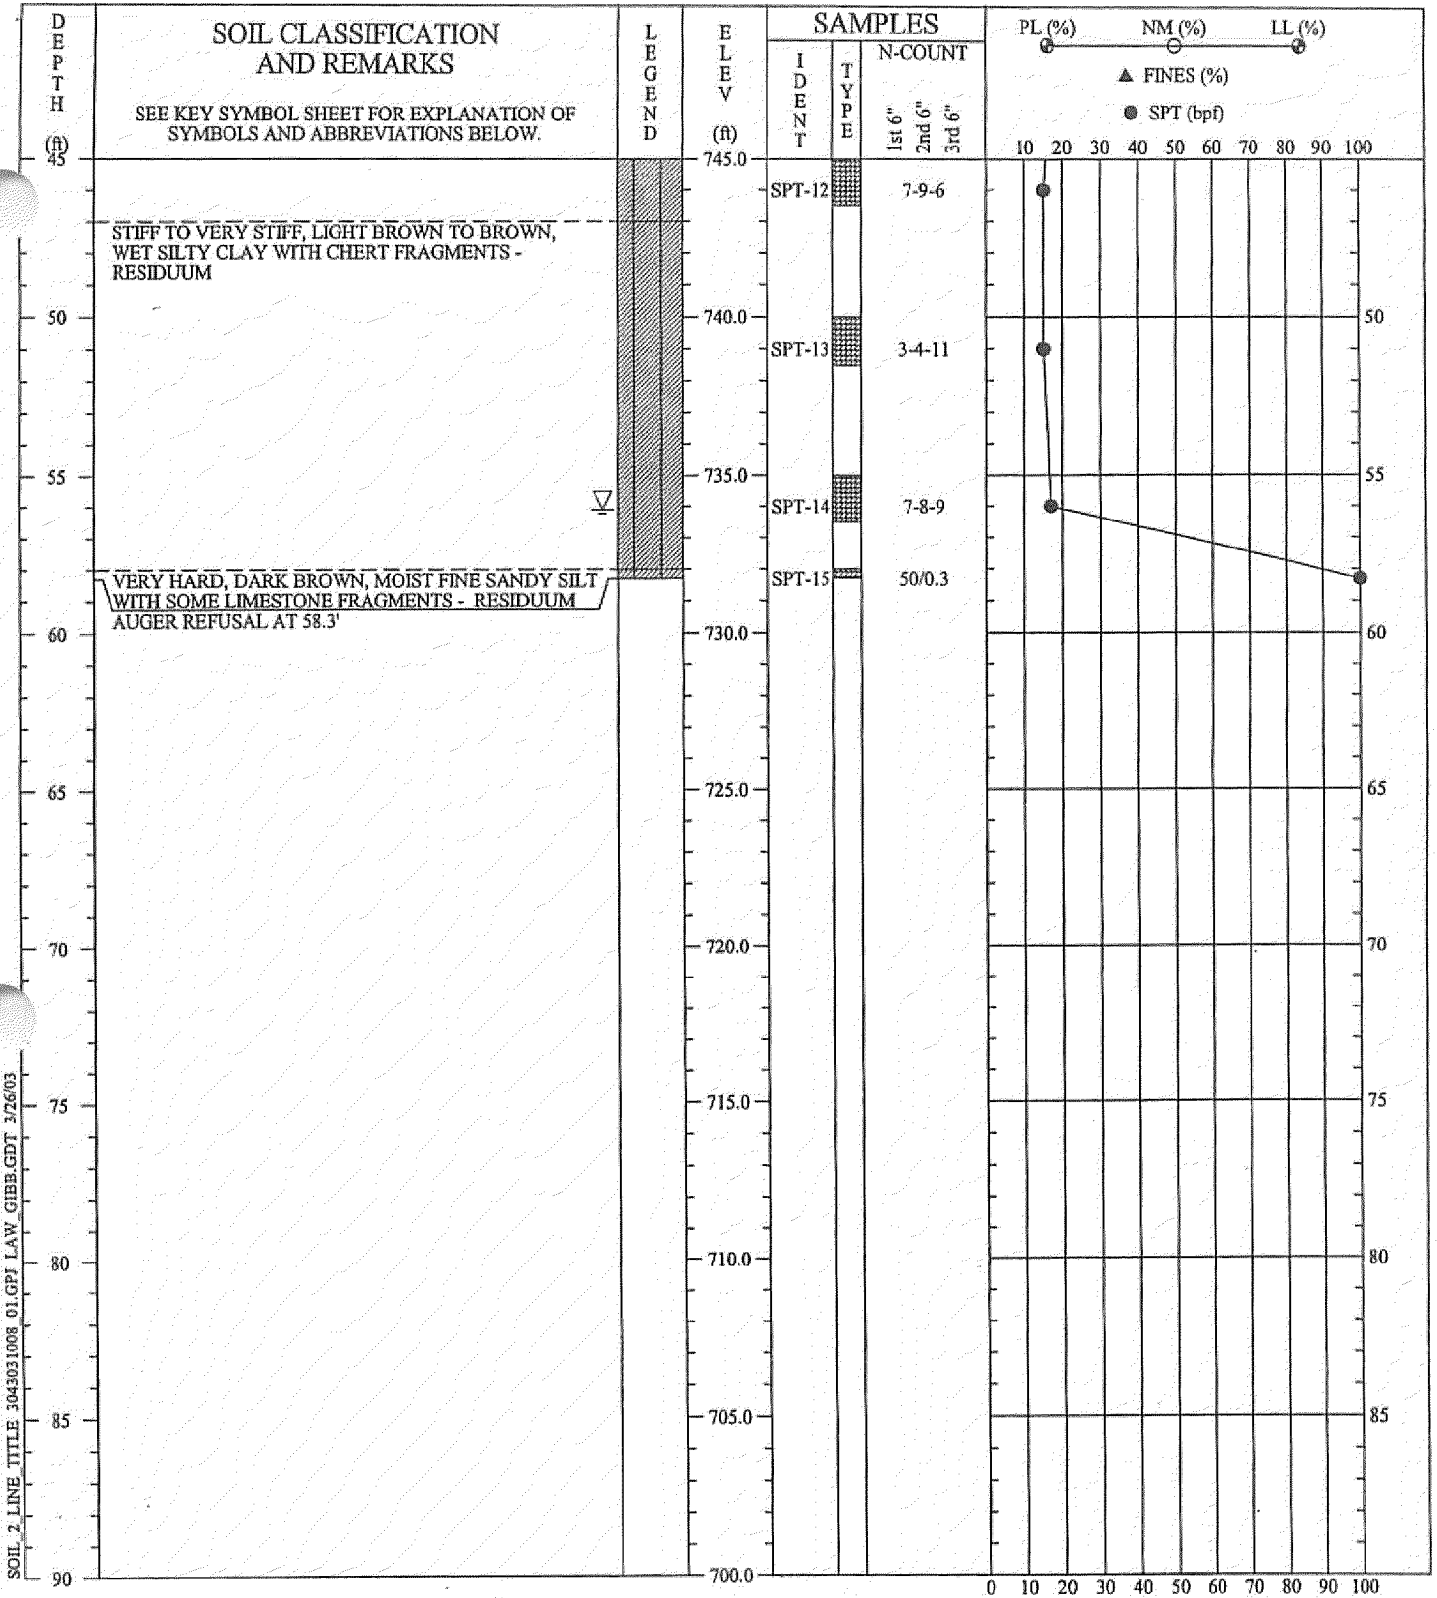 DEPTH
(ft)
SOIL CLASSIFICATION
AND REMARKS
SEE KEY SYMBOL SHEET FOR EXPLANATION OF
SYMBOLS AND ABBREVIATIONS BELOW.
LEGEND
ELEV
(ft)
SAMPLES
IDENT
TYPE
N-COUNT
1st 6"
2nd 6"
3rd 6"
PL (%) NM (%) LL (%)
▲ FINES (%)
● SPT (bpf)
10 20 30 40 50 60 70 80 90 100
45 745.0
SPT-12 7-9-6
STIFF TO VERY STIFF, LIGHT BROWN TO BROWN,
WET SILTY CLAY WITH CHERT FRAGMENTS -
RESIDUUM
50 740.0 50
SPT-13 3-4-11
55 735.0 55
SPT-14 7-8-9
VERY HARD, DARK BROWN, MOIST FINE SANDY SILT SPT-15 50/0.3
WITH SOME LIMESTONE FRAGMENTS - RESIDUUM
AUGER REFUSAL AT 58.3'
60 730.0 60
65 725.0 65
70 720.0 70
75 715.0 75
80 710.0 80
85 705.0 85
90 700.0
0 10 20 30 40 50 60 70 80 90 100
SOIL_2_LINE_TITLE 3043031008_01.GPJ LAW_GIBB.GDT 3/26/03